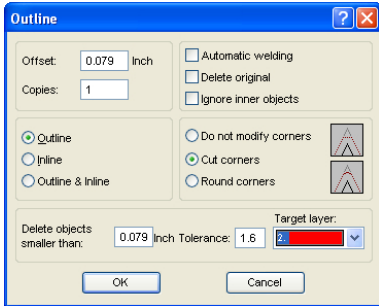 Outline
Offset: 0.079 Inch
Copies: 1
Automatic welding
Delete original
Ignore inner objects
Outline
Inline
Outline & Inline
Do not modify corners
Cut corners
Round corners
Delete objects
smaller than: 0.079 Inch Tolerance: 1.6
Target layer:
2.
OK Cancel